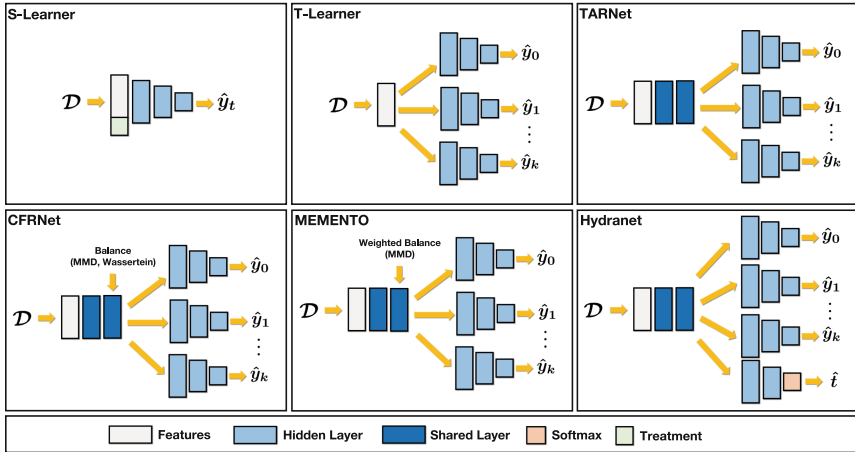 S-Learner
𝒟 ŷt
T-Learner
ŷ0
𝒟 ŷ1
⋮
ŷk
TARNet
ŷ0
𝒟 ŷ1
⋮
ŷk
CFRNet
Balance
(MMD, Wassertein)
ŷ0
𝒟 ŷ1
⋮
ŷk
MEMENTO
Weighted Balance
(MMD)
ŷ0
𝒟 ŷ1
⋮
ŷk
Hydranet
ŷ0
𝒟 ŷ1
⋮
ŷk
t̂
Features Hidden Layer Shared Layer Softmax Treatment